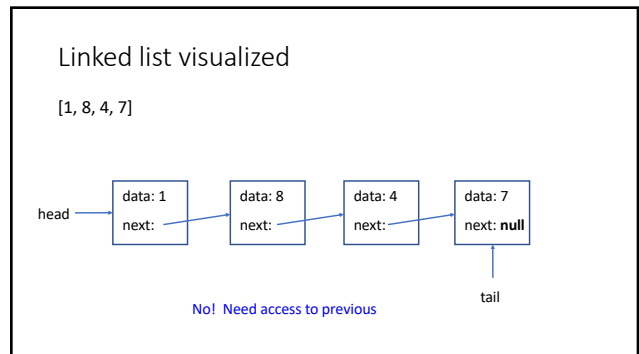 Linked list visualized
[1, 8, 4, 7]
head
data: 1
next:
data: 8
next:
data: 4
next:
data: 7
next: null
tail
No!  Need access to previous